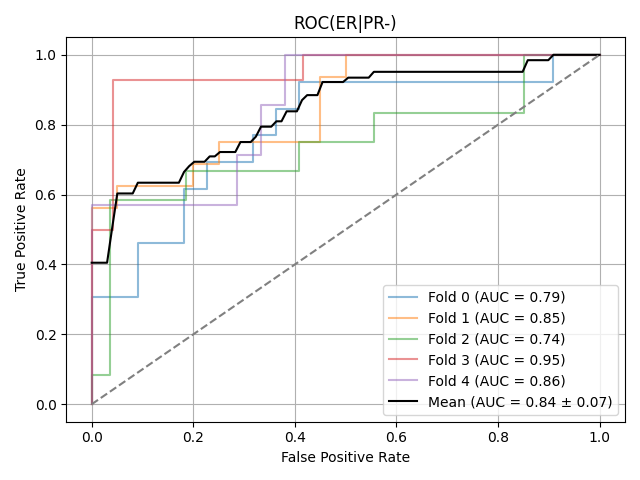 ROC(ER|PR-)
True Positive Rate
1.0
0.8
0.6
0.4
0.2
0.0
0.0 0.2 0.4 0.6 0.8 1.0
False Positive Rate
Fold 0 (AUC = 0.79)
Fold 1 (AUC = 0.85)
Fold 2 (AUC = 0.74)
Fold 3 (AUC = 0.95)
Fold 4 (AUC = 0.86)
Mean (AUC = 0.84 ± 0.07)